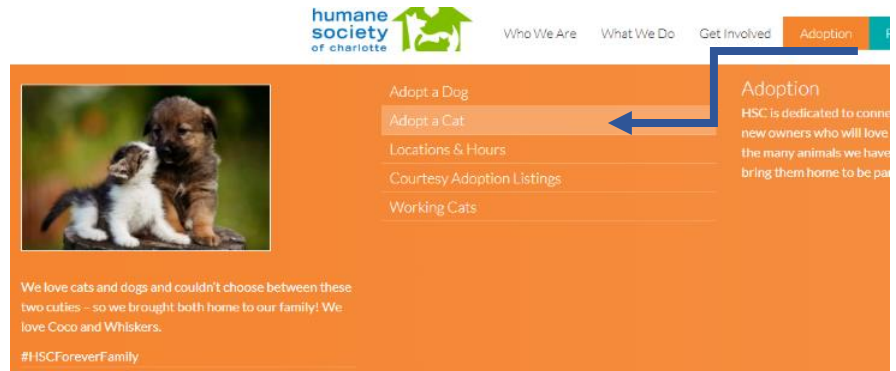 humane
society
of charlotte
Who We Are
What We Do
Get Involved
Adoption
Adopt a Dog
Adopt a Cat
Locations & Hours
Courtesy Adoption Listings
Working Cats
Adoption
HSC is dedicated to
new owners who will love
the many animals we have
bring them home to be
We love cats and dogs and couldn't choose between these
two cuties – so we brought both home to our family! We
love Coco and Whiskers.
#HSCForeverFamily